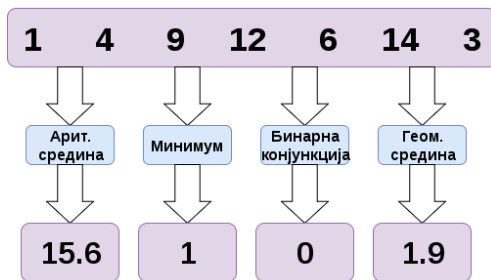 1 4 9 12 6 14 3
Арит.
средина
Минимум
Бинарна
конјункција
Геом.
средина
15.6 1 0 1.9